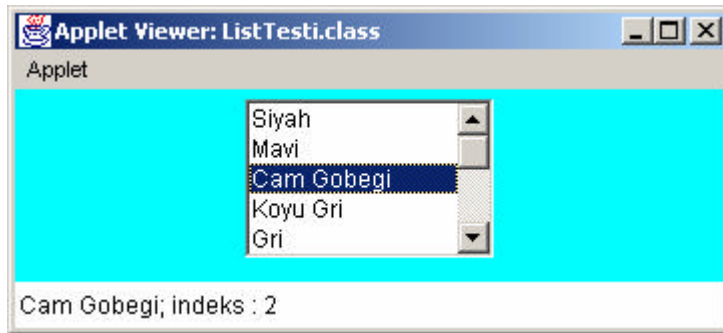 Applet Viewer: ListTesti.class
Applet
Siyah
Mavi
Cam Gobegi
Koyu Gri
Gri
Cam Gobegi; indeks : 2